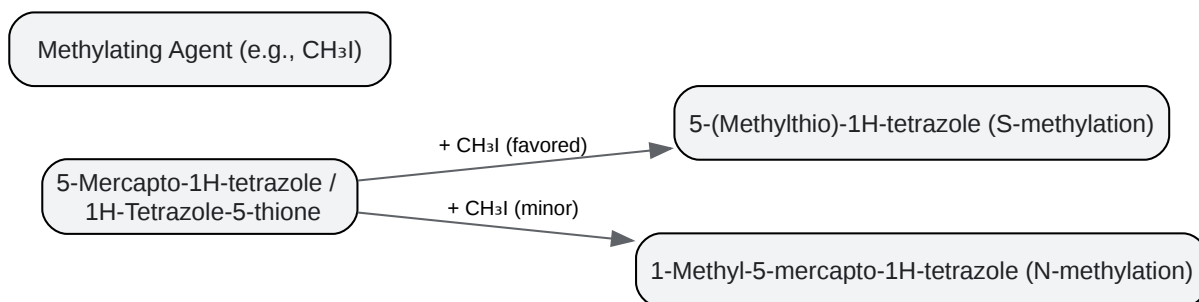 Methylating Agent (e.g., CH₃I)
5-(Methylthio)-1H-tetrazole (S-methylation)
+ CH₃I (favored)
5-Mercapto-1H-tetrazole /
1H-Tetrazole-5-thione
+ CH₃I (minor)
1-Methyl-5-mercapto-1H-tetrazole (N-methylation)